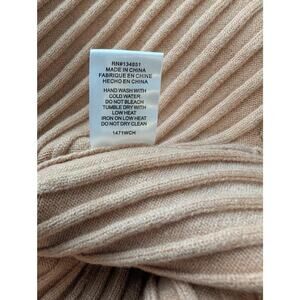 RN#134851
MADE IN CHINA
FABRIQUE EN CHINE
HECHO EN CHINA
HAND WASH WITH
COLD WATER
DO NOT BLEACH
TUMBLE DRY WITH
LOW HEAT
IRON ON LOW HEAT
DO NOT DRY CLEAN
1471WCH